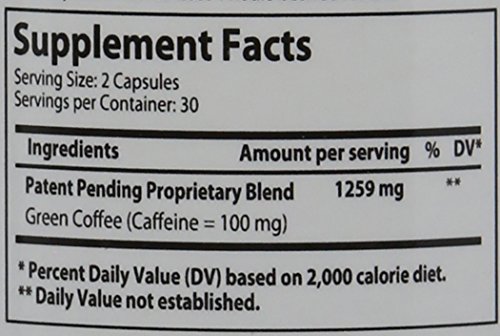 Supplement Facts
Serving Size: 2 Capsules
Servings per Container: 30
Ingredients Amount per serving % DV*
Patent Pending Proprietary Blend 1259 mg **
Green Coffee (Caffeine = 100 mg)
* Percent Daily Value (DV) based on 2,000 calorie diet.
** Daily Value not established.